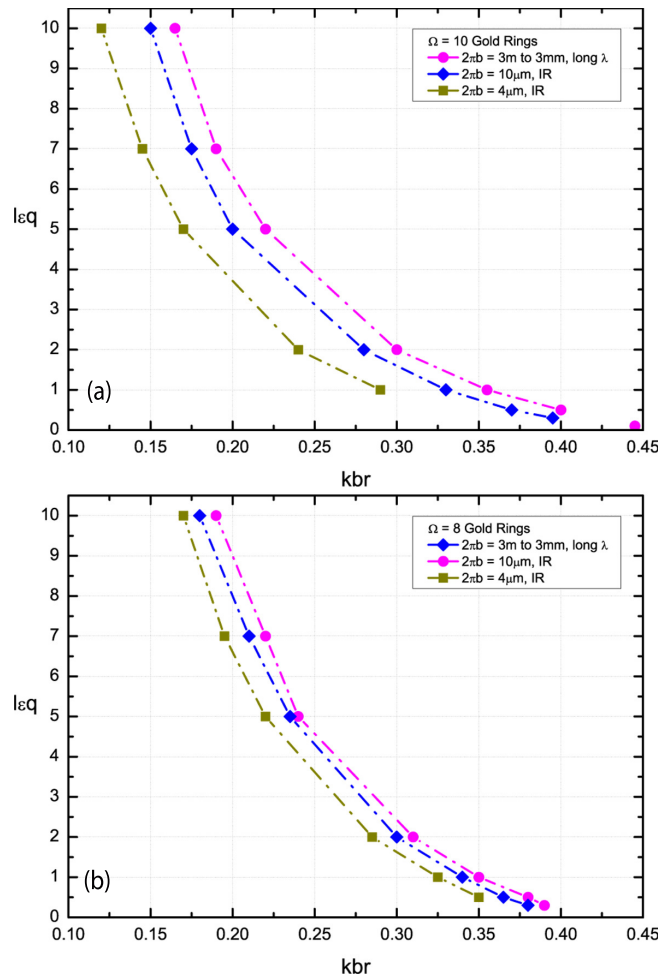 10
9
8
7
6
5
4
3
2
1
0
Iεq
(a)
Ω = 10 Gold Rings
2πb = 3m to 3mm, long λ
2πb = 10μm, IR
2πb = 4μm, IR
0.10 0.15 0.20 0.25 0.30 0.35 0.40 0.45
kbr
10
9
8
7
6
5
4
3
2
1
0
Iεq
(b)
Ω = 8 Gold Rings
2πb = 3m to 3mm, long λ
2πb = 10μm, IR
2πb = 4μm, IR
0.10 0.15 0.20 0.25 0.30 0.35 0.40 0.45
kbr